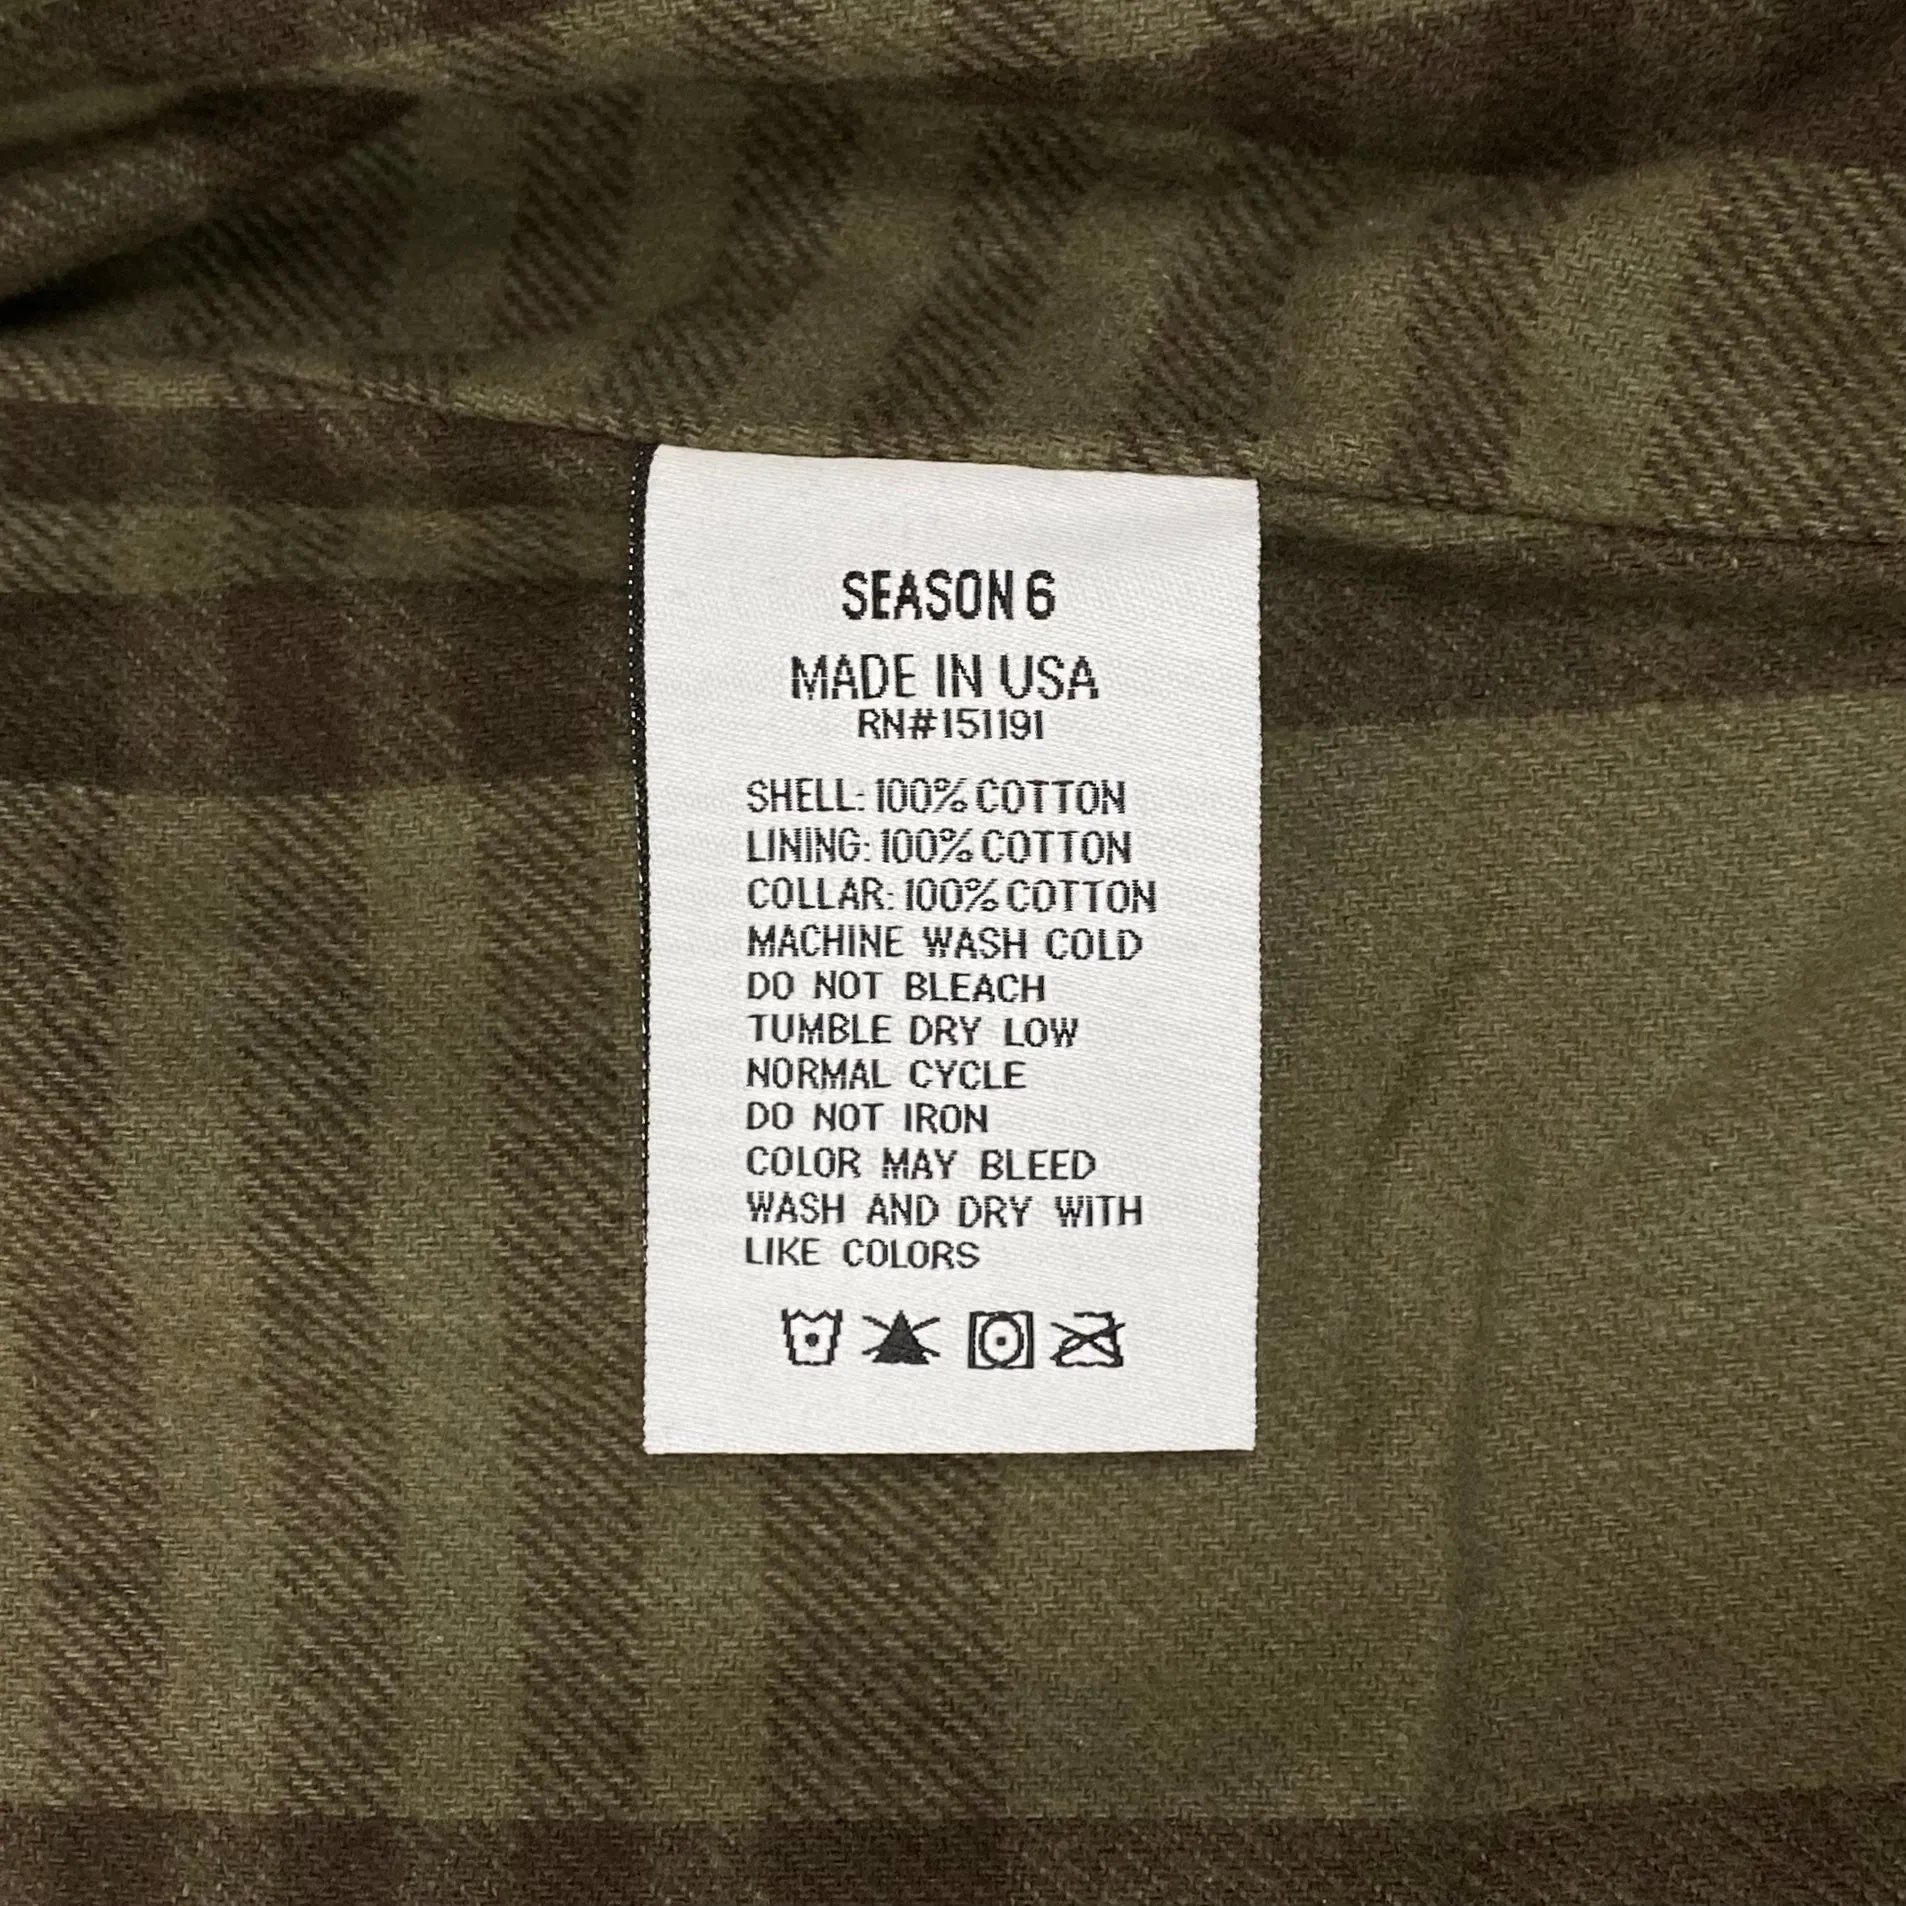 SEASON 6
MADE IN USA
RN#151191
SHELL: 100% COTTON
LINING: 100% COTTON
COLLAR: 100% COTTON
MACHINE WASH COLD
DO NOT BLEACH
TUMBLE DRY LOW
NORMAL CYCLE
DO NOT IRON
COLOR MAY BLEED
WASH AND DRY WITH
LIKE COLORS